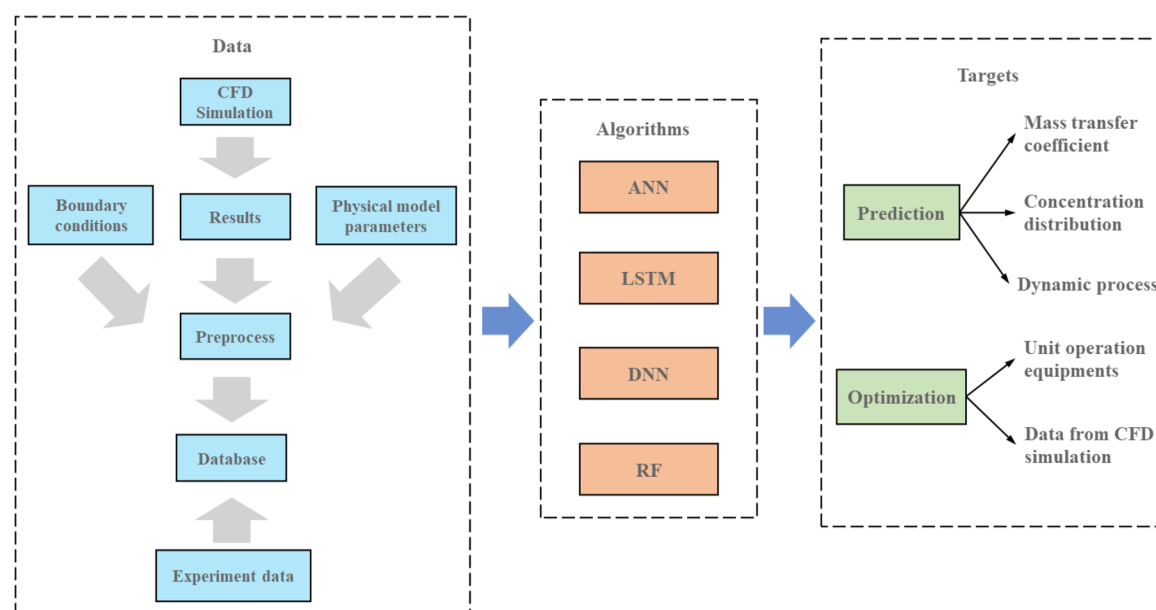 Data
CFD
Simulation
Boundary
conditions
Results
Physical model
parameters
Preprocess
Database
Experiment data
Algorithms
ANN
LSTM
DNN
RF
Targets
Prediction
Mass transfer
coefficient
Concentration
distribution
Dynamic process
Optimization
Unit operation
equipments
Data from CFD
simulation